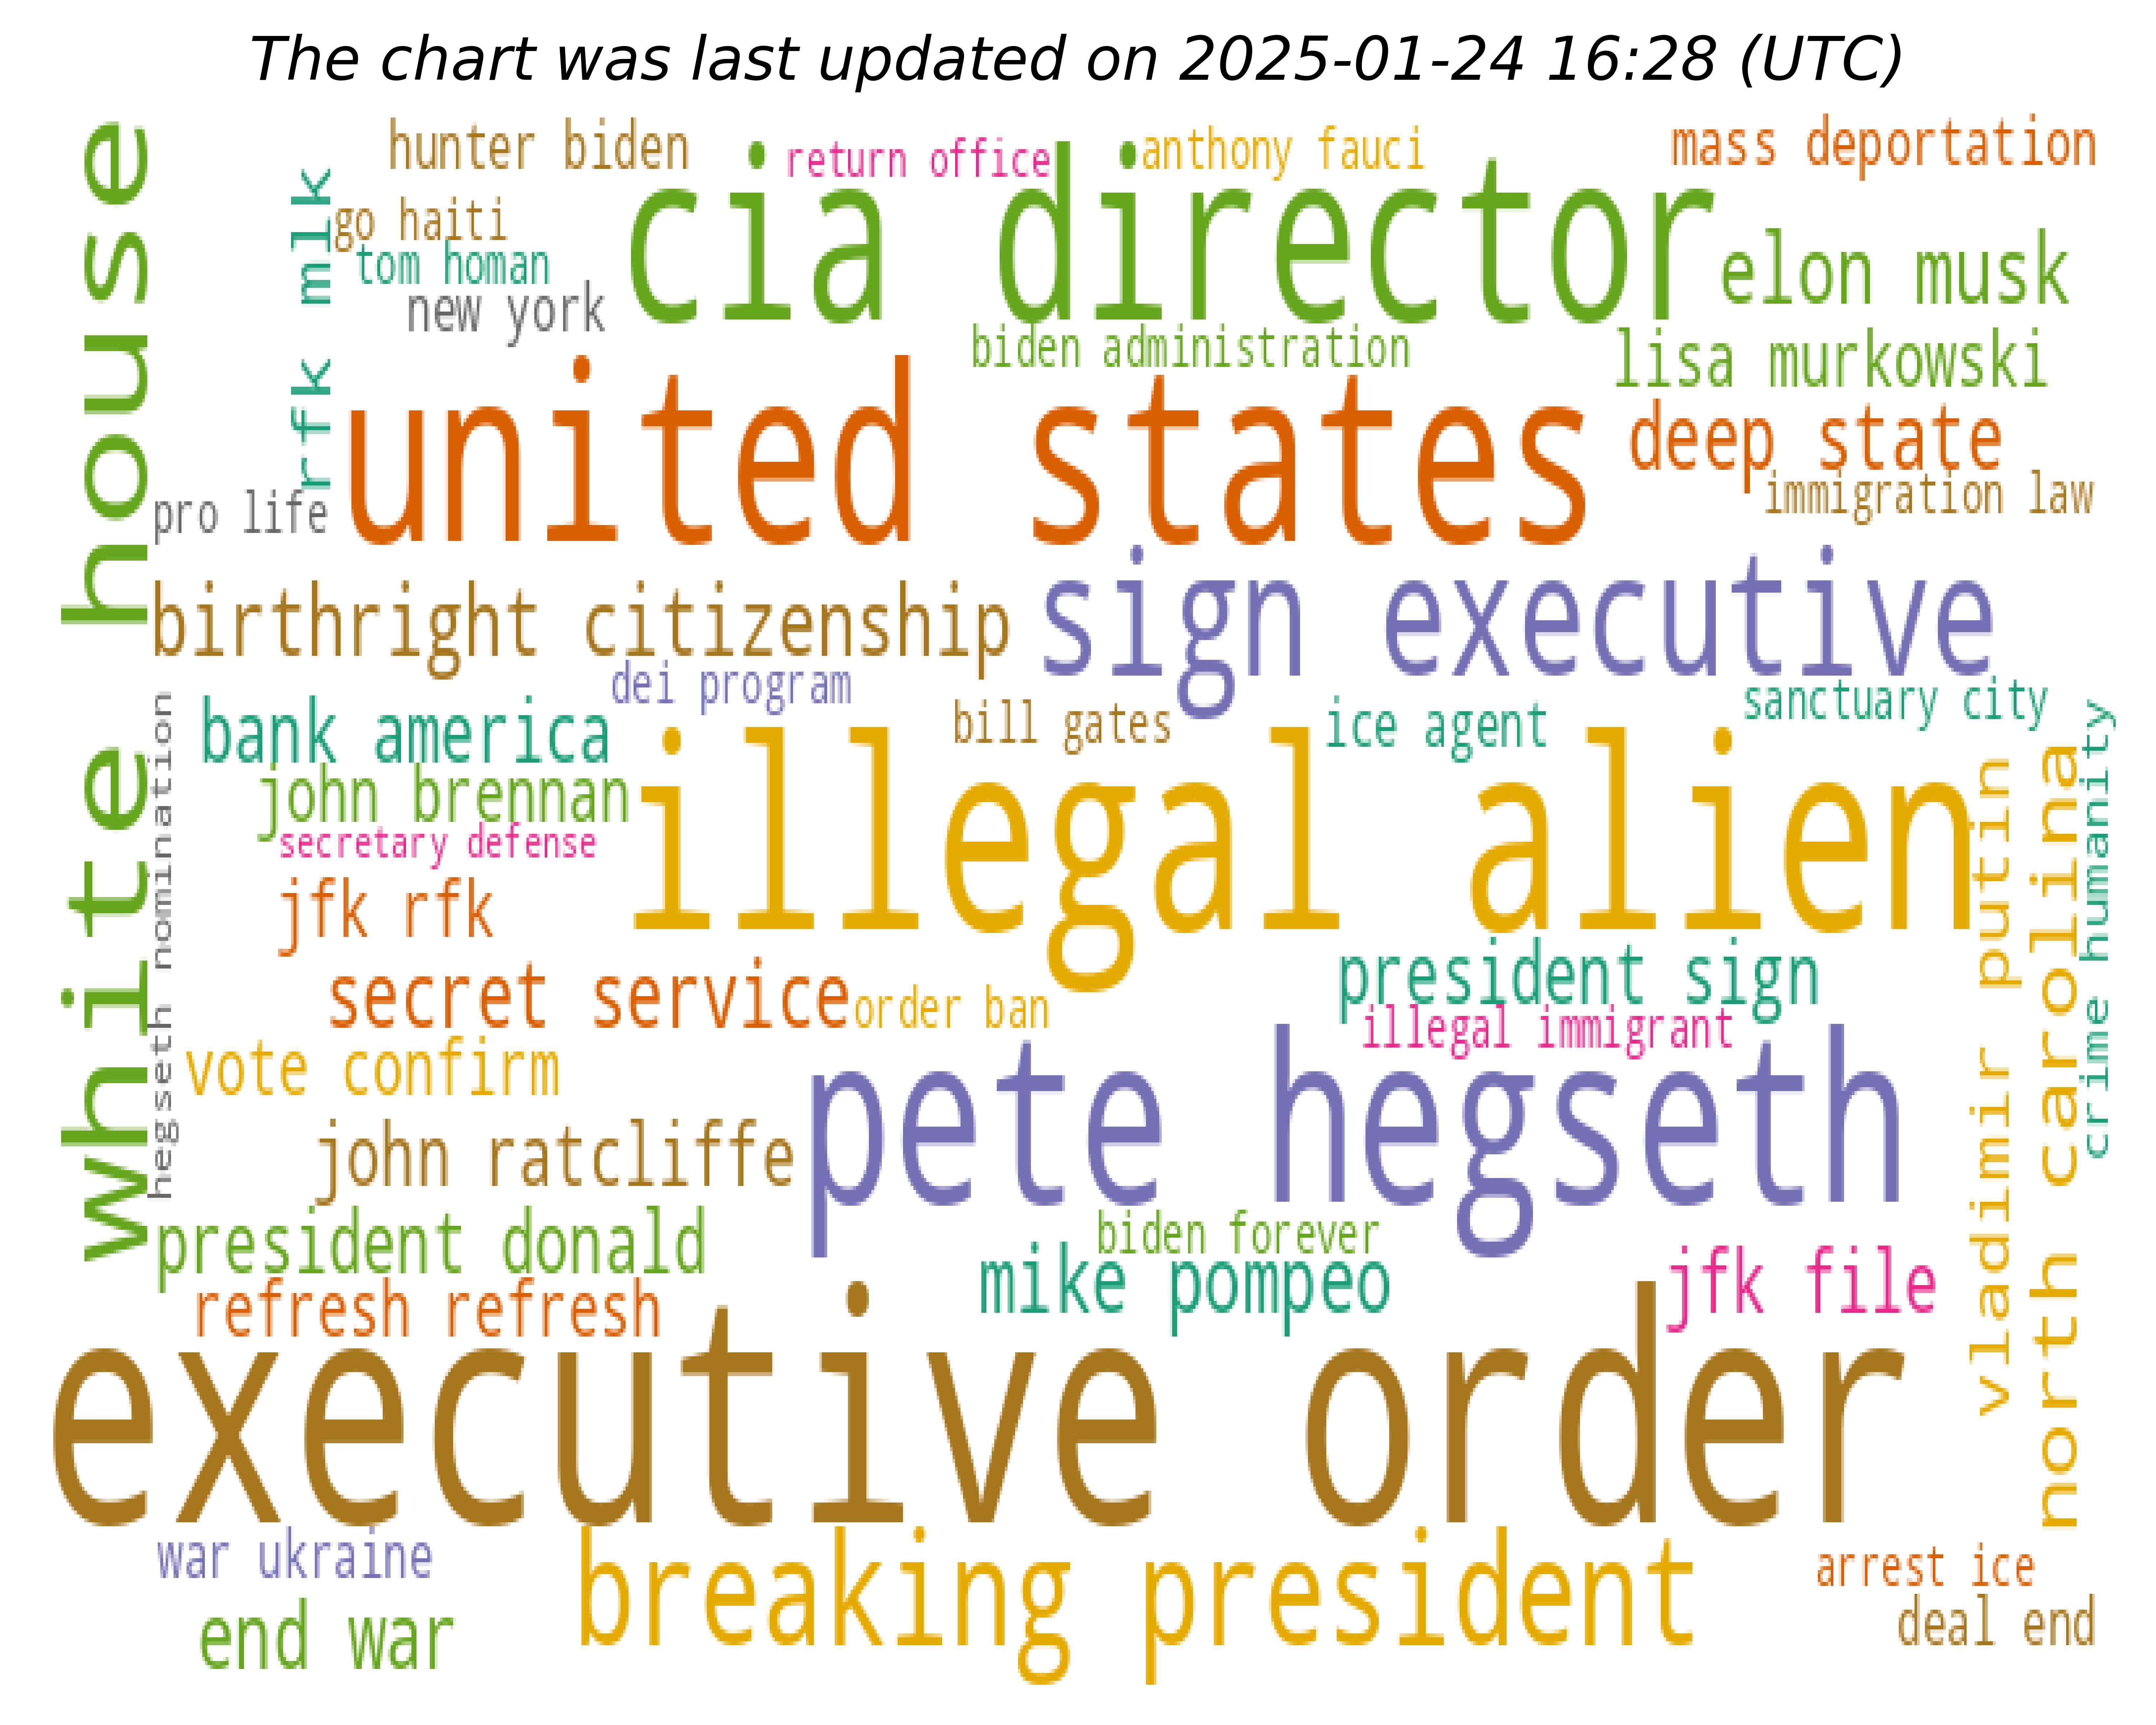 The chart was last updated on 2025-01-24 16:28 (UTC)
white house
hunter biden
return office
anthony fauci
mass deportation
rfk mlk
go haiti
cia director
tom homan
elon musk
new york
biden administration
lisa murkowski
united states
deep state
immigration law
pro life
birthright citizenship
sign executive
dei program
sanctuary city
bank america
bill gates
ice agent
hegseth nomination
john brennan
illegal alien
vladimir putin
north carolina
crime humanity
secretary defense
jfk rfk
president sign
secret service
order ban
illegal immigrant
vote confirm
pete hegseth
john ratcliffe
president donald
biden forever
mike pompeo
jfk file
refresh refresh
executive order
war ukraine
breaking president
arrest ice
end war
deal end